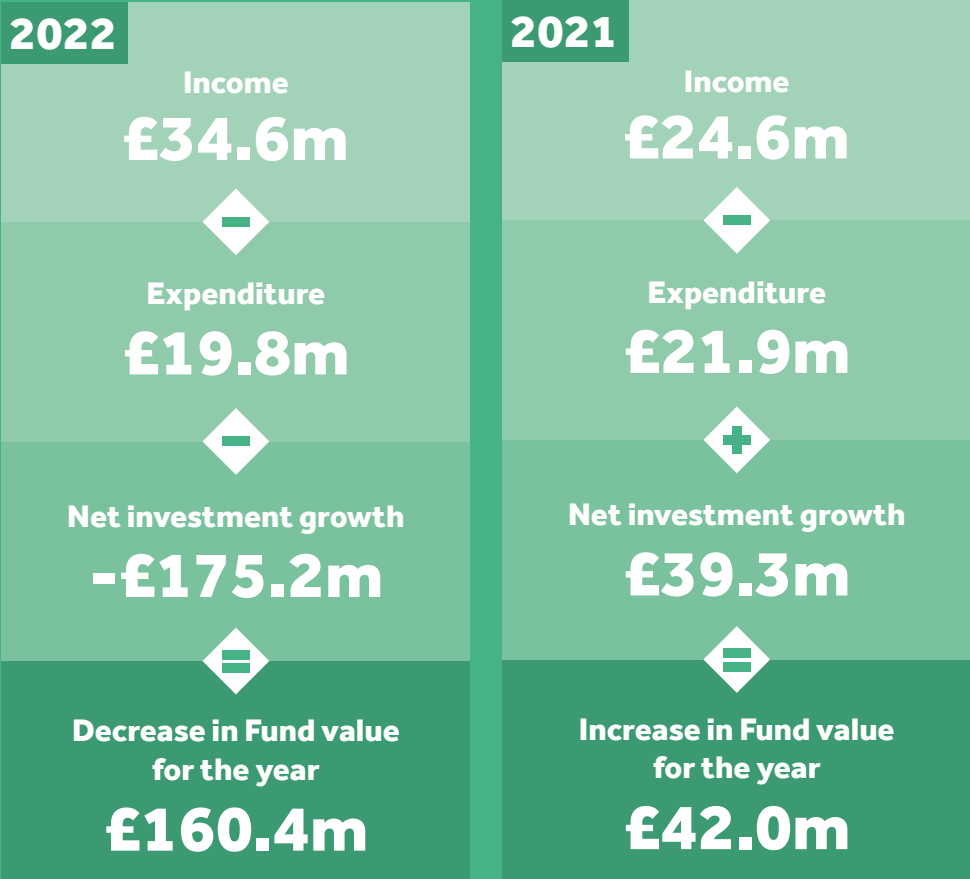 2022
Income
£34.6m
-
Expenditure
£19.8m
-
Net investment growth
-£175.2m
=
Decrease in Fund value
for the year
£160.4m
2021
Income
£24.6m
-
Expenditure
£21.9m
+
Net investment growth
£39.3m
=
Increase in Fund value
for the year
£42.0m